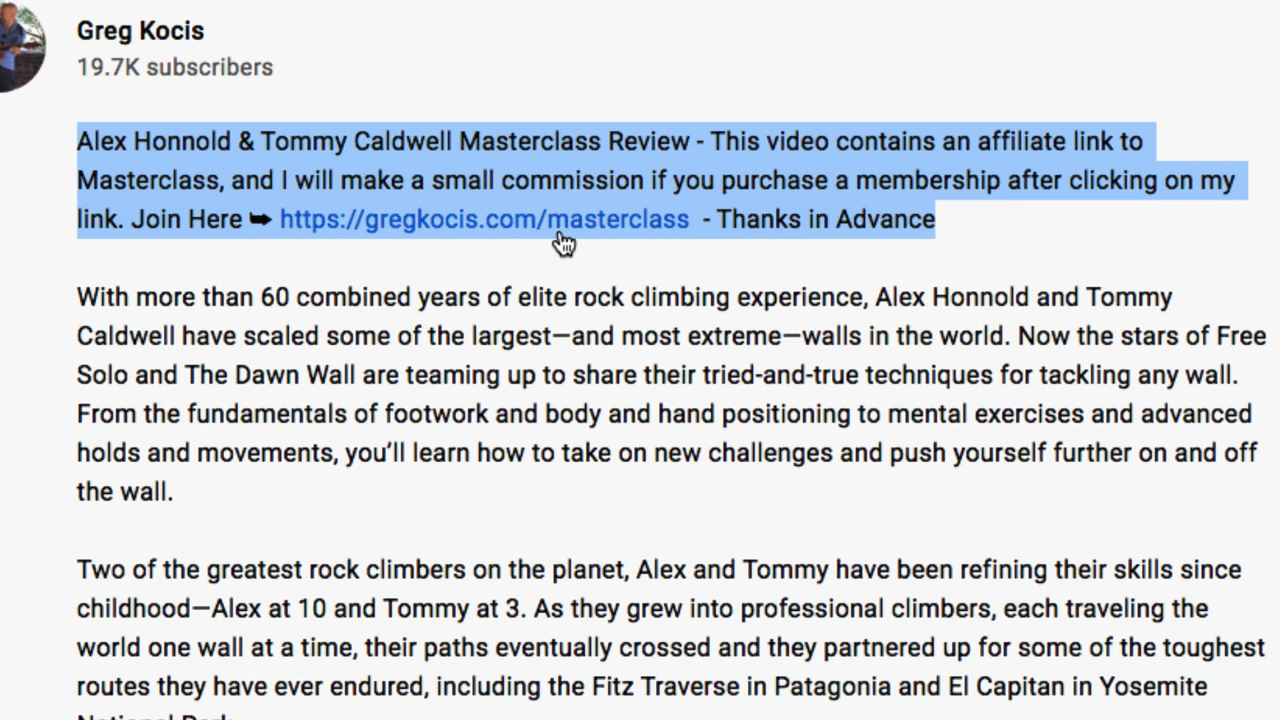 Greg Kocis
19.7K subscribers
Alex Honnold & Tommy Caldwell Masterclass Review - This video contains an affiliate link to
Masterclass, and I will make a small commission if you purchase a membership after clicking on my
link. Join Here ➥ https://gregkocis.com/masterclass - Thanks in Advance
With more than 60 combined years of elite rock climbing experience, Alex Honnold and Tommy
Caldwell have scaled some of the largest—and most extreme—walls in the world. Now the stars of Free
Solo and The Dawn Wall are teaming up to share their tried-and-true techniques for tackling any wall.
From the fundamentals of footwork and body and hand positioning to mental exercises and advanced
holds and movements, you’ll learn how to take on new challenges and push yourself further on and off
the wall.
Two of the greatest rock climbers on the planet, Alex and Tommy have been refining their skills since
childhood—Alex at 10 and Tommy at 3. As they grew into professional climbers, each traveling the
world one wall at a time, their paths eventually crossed and they partnered up for some of the toughest
routes they have ever endured, including the Fitz Traverse in Patagonia and El Capitan in Yosemite
National Park.